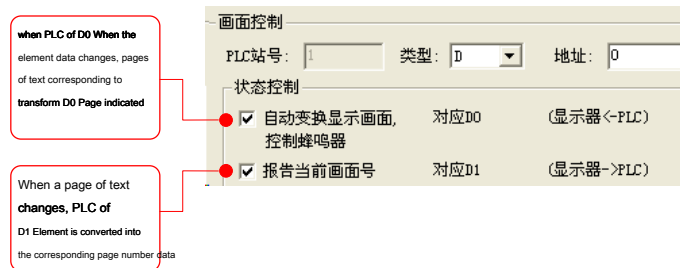 when PLC of D0 When the
element data changes, pages
of text corresponding to
transform D0 Page indicated
When a page of text
changes, PLC of
D1 Element is converted into
the corresponding page number data
画面控制
PLC站号: 1 类型: D 地址: 0
状态控制
自动变换显示画面, 对应D0 (显示器<-PLC)
控制蜂鸣器
报告当前画面号 对应D1 (显示器->PLC)